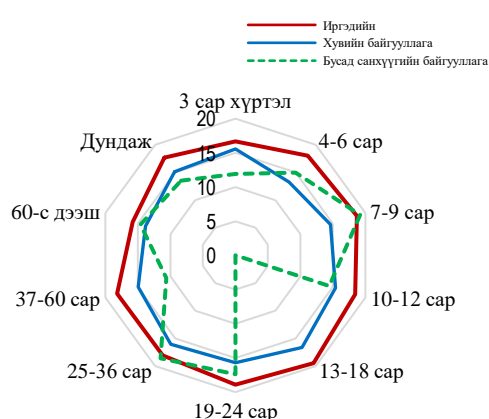 Иргэдийн
Хувийн байгууллага
Бусад санхүүгийн байгууллага
3 сар хүртэл
4-6 сар
7-9 сар
10-12 сар
13-18 сар
19-24 сар
25-36 сар
37-60 сар
60-с дээш
Дундаж
20
15
10
5
0